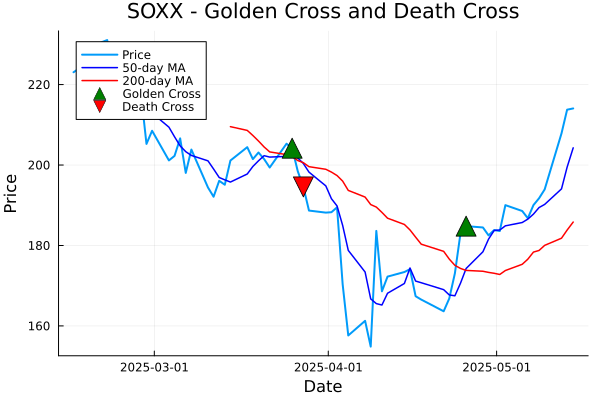 SOXX - Golden Cross and Death Cross
Price
50-day MA
200-day MA
Golden Cross
Death Cross
220
200
180
160
Price
2025-03-01
2025-04-01
2025-05-01
Date